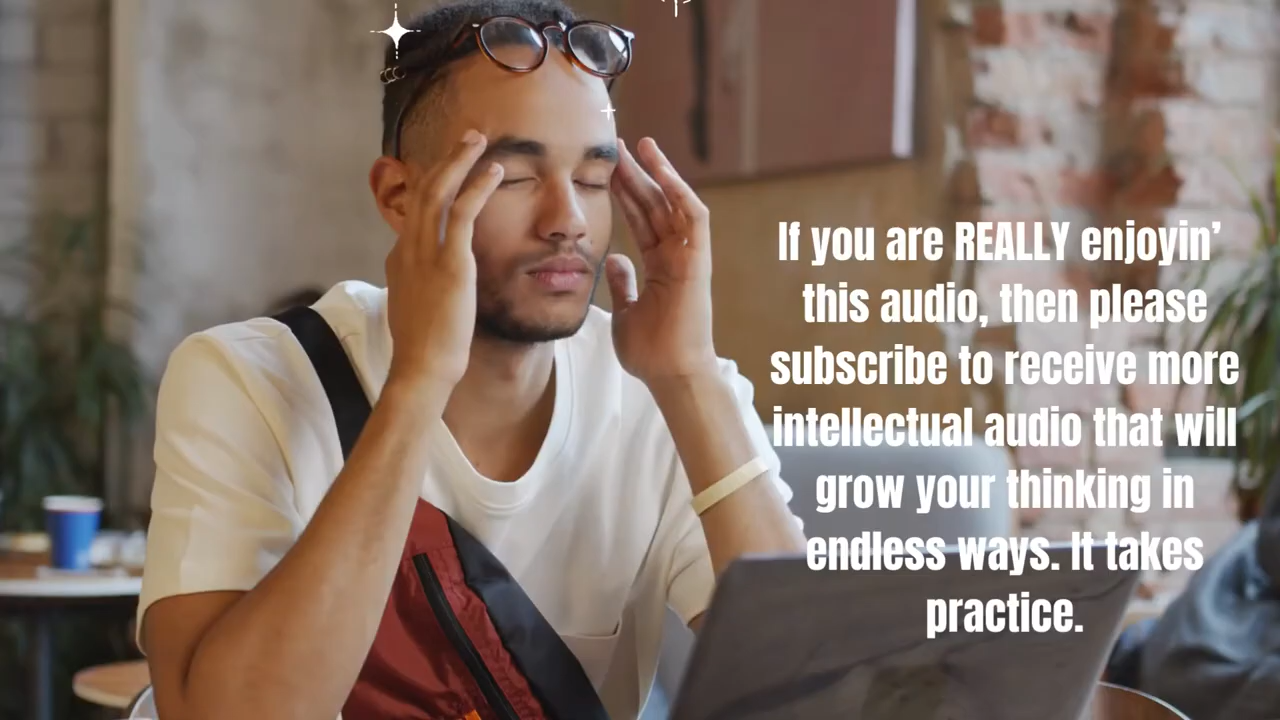 If you are REALLY enjoyin’
this audio, then please
subscribe to receive more
intellectual audio that will
grow your thinking in
endless ways. It takes
practice.